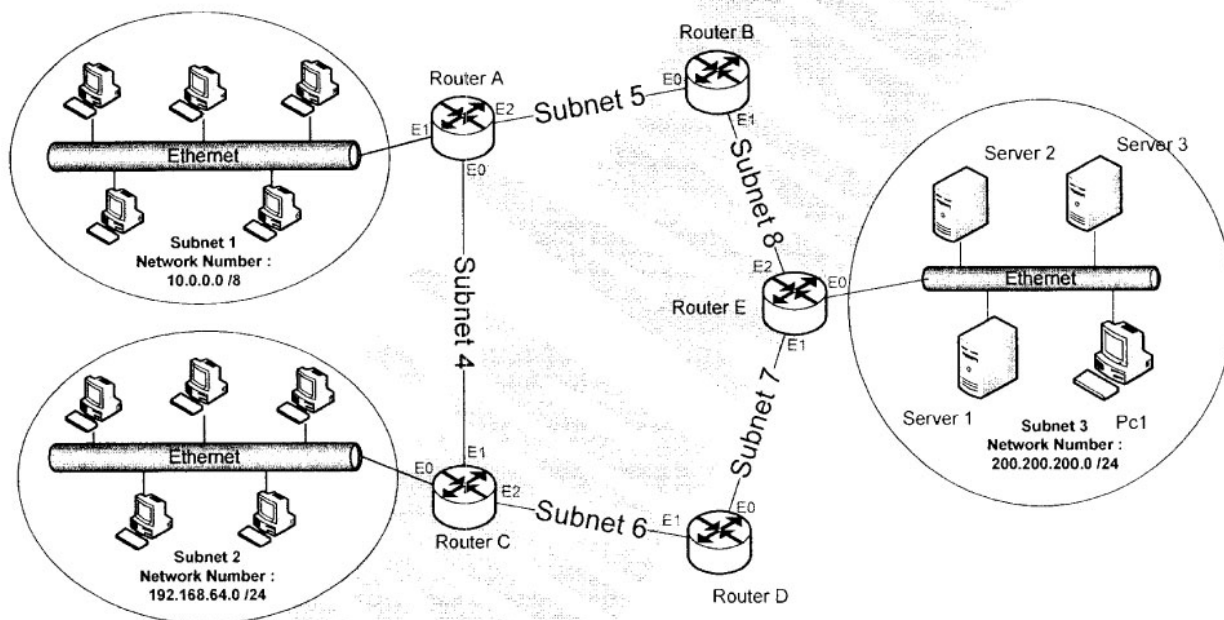 Router B
Router A
E0
E2
Subnet 5
E1
E1
Ethernet
E0
Subnet 8
Server 2
Server 3
Subnet 1
Network Number :
10.0.0.0 /8
Subnet 4
E2
E0
Ethernet
Router E
E1
Subnet 7
Server 1
Pc1
Subnet 3
Network Number :
200.200.200.0 /24
Ethernet
E1
E0
E2
Subnet 6
E1
E0
Router C
Router D
Subnet 2
Network Number :
192.168.64.0 /24